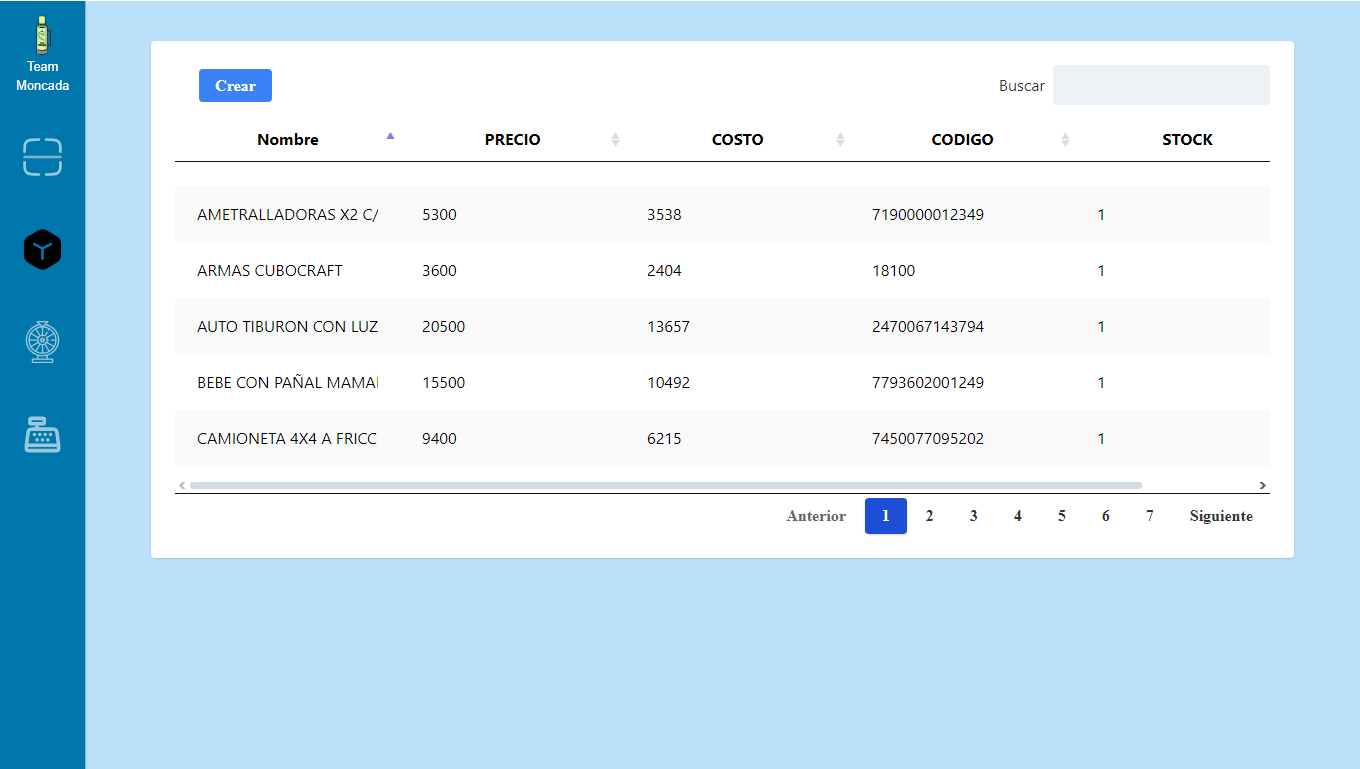 Team
Moncada
Crear
Buscar
Nombre PRECIO COSTO CODIGO STOCK
AMETRALLADORAS X2 C/ 5300 3538 7190000012349 1
ARMAS CUBOCRAFT 3600 2404 18100 1
AUTO TIBURON CON LUZ 20500 13657 2470067143794 1
BEBE CON PAÑAL MAMA 15500 10492 7793602001249 1
CAMIONETA 4X4 A FRICC 9400 6215 7450077095202 1
Anterior 1 2 3 4 5 6 7 Siguiente